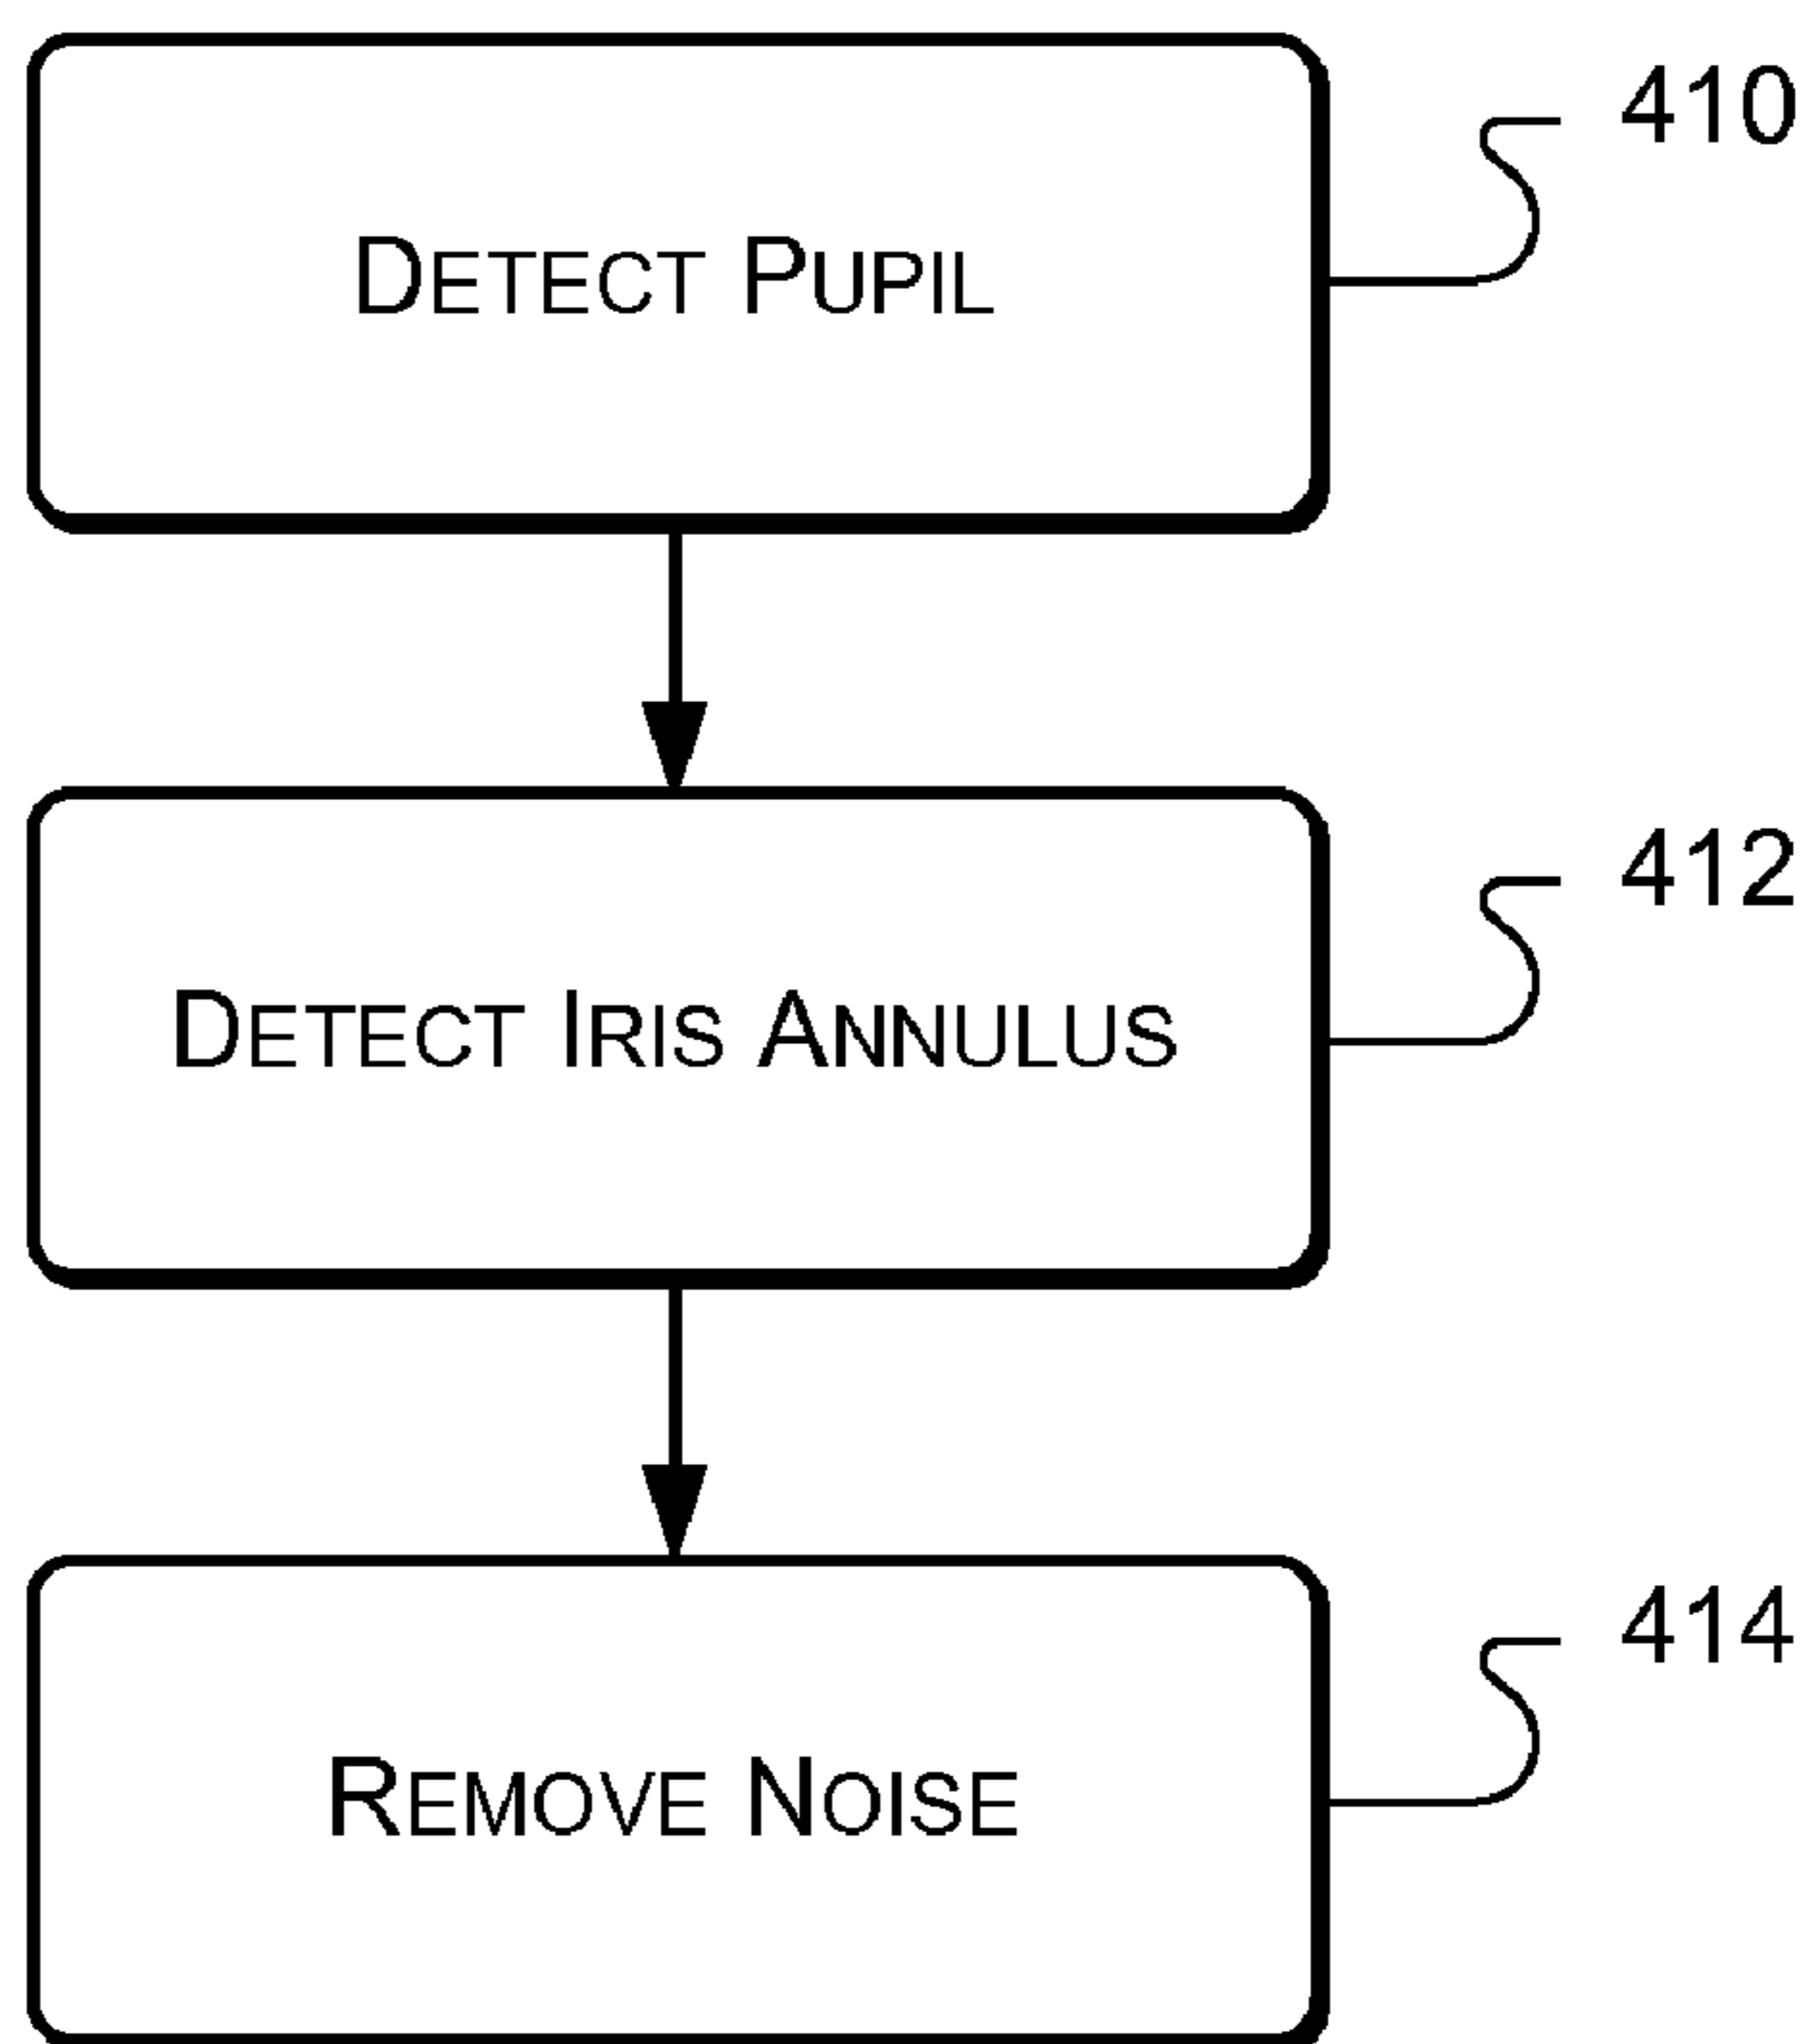 DETECT PUPIL
410
DETECT IRIS ANNULUS
412
REMOVE NOISE
414